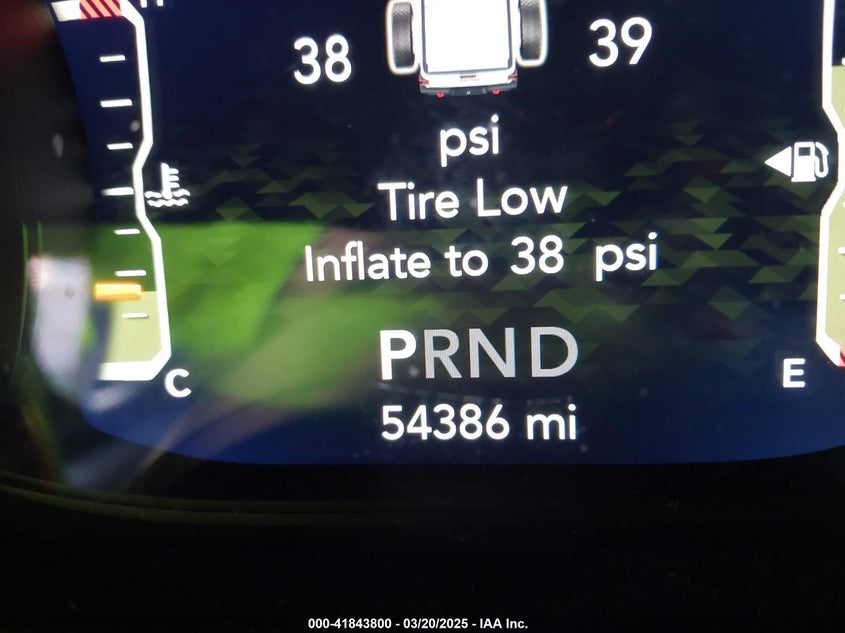 38 39
psi
Tire Low
Inflate to 38 psi
PRND
C E
54386 mi
000-41843800 - 03/20/2025 - IAA Inc.